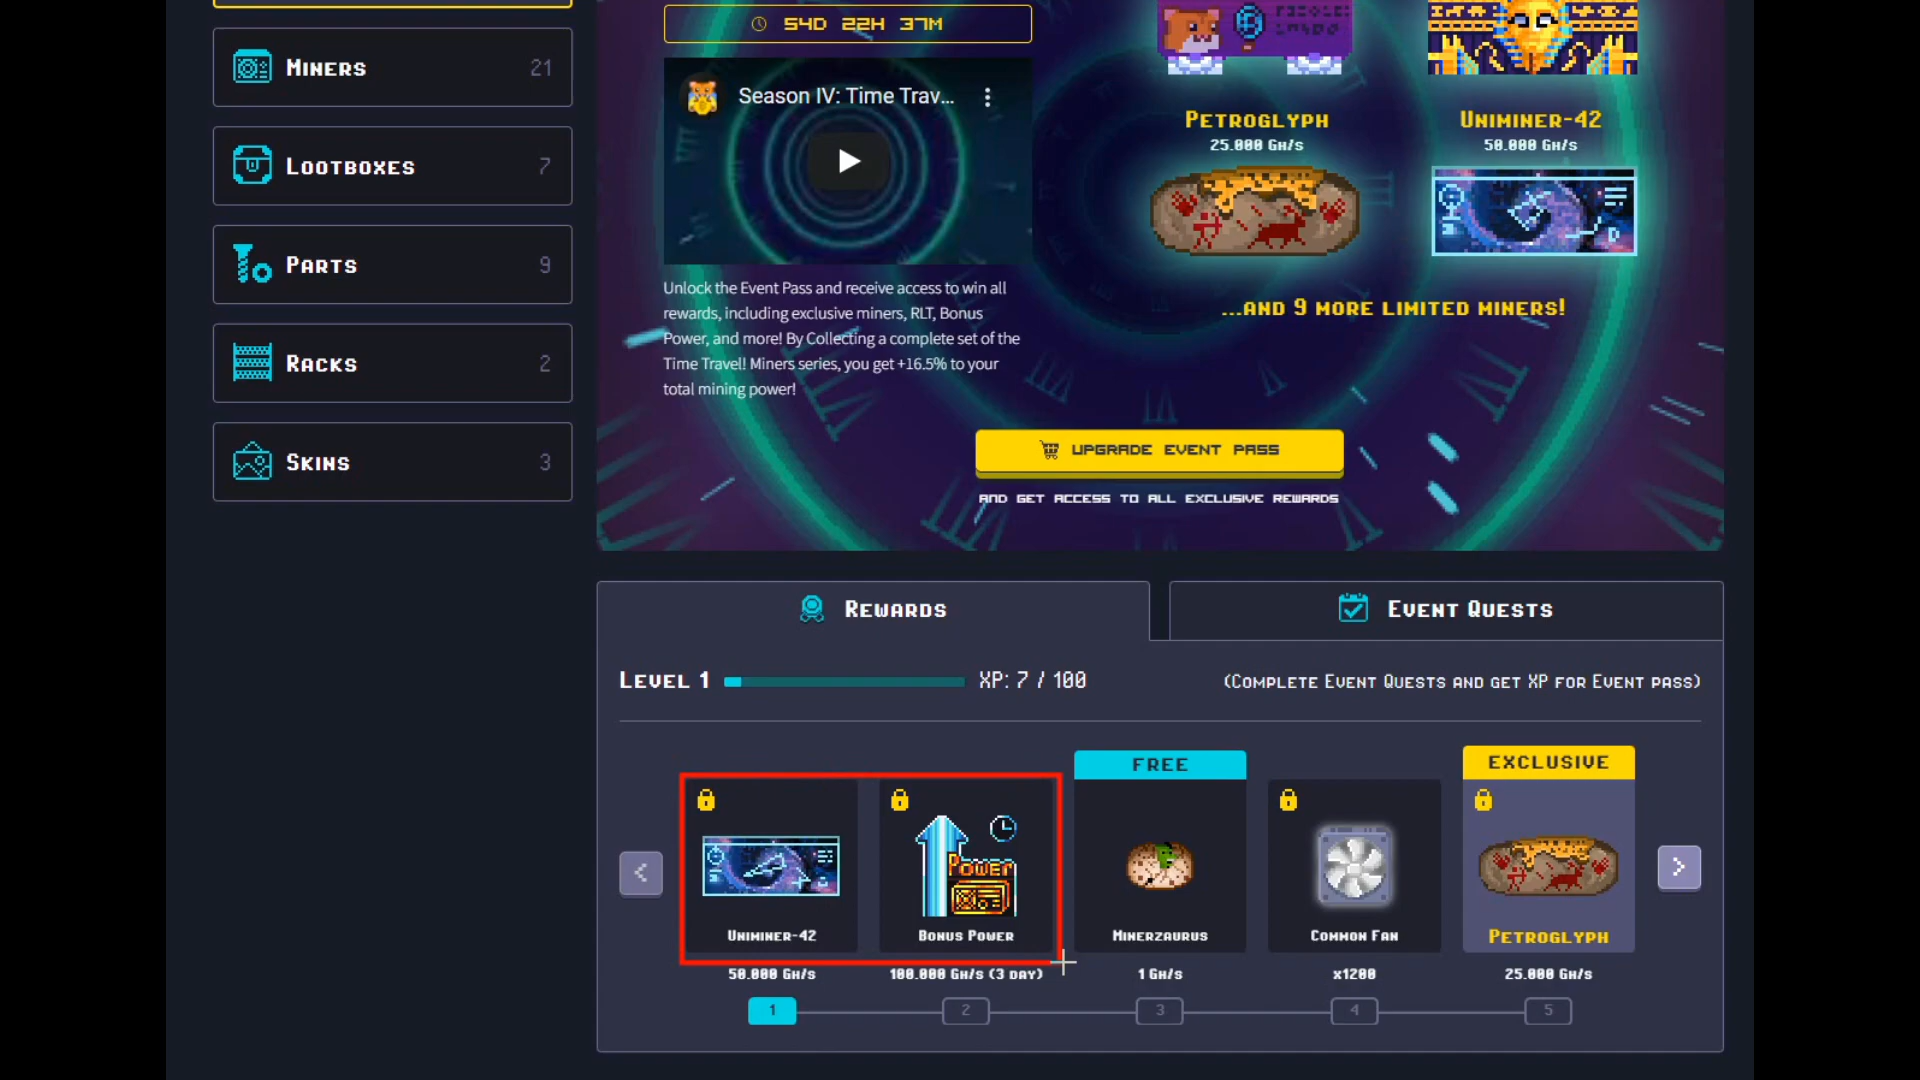 54D 22H 37M
Miners 21
Lootboxes 7
Parts 9
Racks 2
Skins 3
Season IV: Time Trav...
Unlock the Event Pass and receive access to win all
rewards, including exclusive miners, RLT, Bonus
Power, and more! By Collecting a complete set of the
Time Travel! Miners series, you get +16.5% to your
total mining power!
Petroglyph
25.000 Gh/s
Uniminer-42
50.000 Gh/s
...and 9 more limited miners!
UPGRADE EVENT PASS
AND GET ACCESS TO ALL EXCLUSIVE REWARDS
Rewards
Event Quests
Level 1
XP: 7 / 100
(Complete Event Quests and get XP for Event pass)
FREE
EXCLUSIVE
Power
Uniminer-42
Bonus Power
Minerzaurus
Common Fan
Petroglyph
50.000 Gh/s
100.000 Gh/s (3 day)
1 Gh/s
x1200
25.000 Gh/s
<
>
1
2
3
4
5